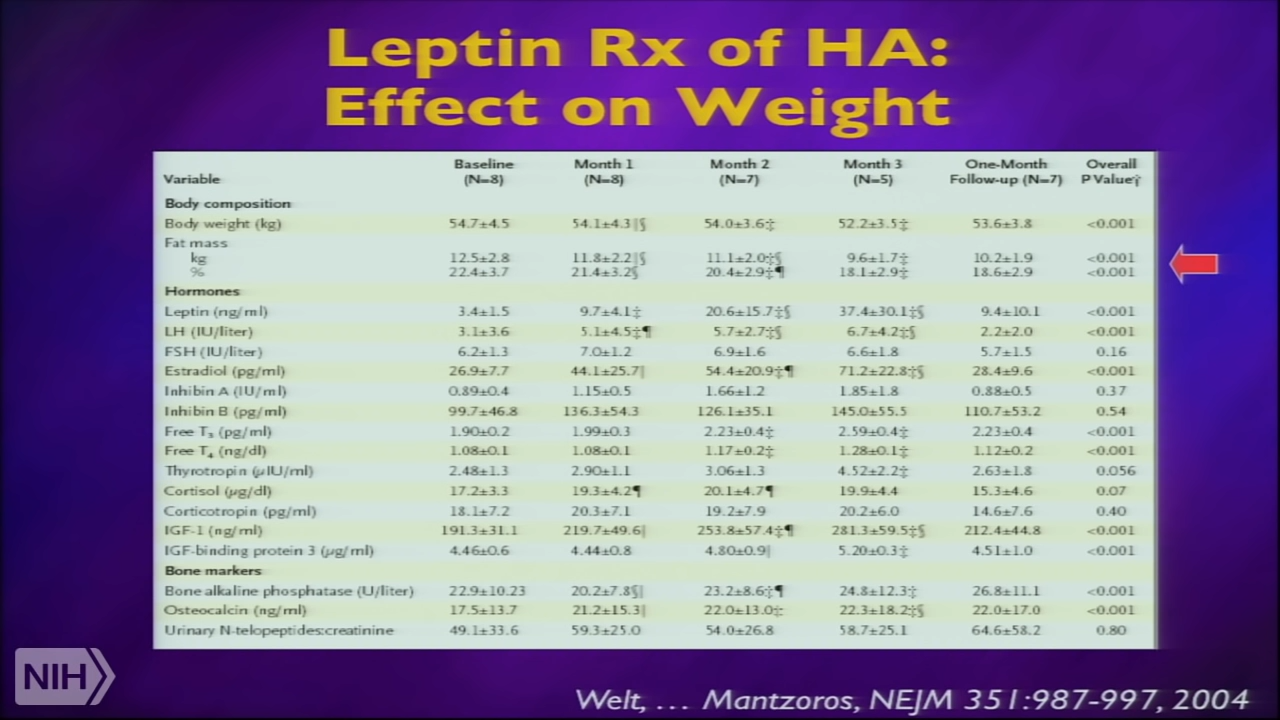 Leptin Rx of HA:
Effect on Weight
Variable Baseline (N=8) Month 1 (N=8) Month 2 (N=7) Month 3 (N=5) One-Month Follow-up (N=7) Overall P Value†
Body composition
Body weight (kg) 54.7±4.5 54.1±4.3‖§ 54.0±3.6‡ 52.2±3.5‡ 53.6±3.8 <0.001
Fat mass
kg 12.5±2.8 11.8±2.2‖§ 11.1±2.0‡§ 9.6±1.7‡ 10.2±1.9 <0.001
% 22.4±3.7 21.4±3.2§ 20.4±2.9‡¶ 18.1±2.9‡ 18.6±2.9 <0.001
Hormones
Leptin (ng/ml) 3.4±1.5 9.7±4.1‡ 20.6±15.7‡§ 37.4±30.1‡§ 9.4±10.1 <0.001
LH (IU/liter) 3.1±3.6 5.1±4.5‡¶ 5.7±2.7‡§ 6.7±4.2‡§ 2.2±2.0 <0.001
FSH (IU/liter) 6.2±1.3 7.0±1.2 6.9±1.6 6.6±1.8 5.7±1.5 0.16
Estradiol (pg/ml) 26.9±7.7 44.1±25.7‖ 54.4±20.9‡¶ 71.2±22.8‡§ 28.4±9.6 <0.001
Inhibin A (IU/ml) 0.89±0.4 1.15±0.5 1.66±1.2 1.85±1.8 0.88±0.5 0.37
Inhibin B (pg/ml) 99.7±46.8 136.3±54.3 126.1±35.1 145.0±55.5 110.7±53.2 0.54
Free T₃ (pg/ml) 1.90±0.2 1.99±0.3 2.23±0.4‡ 2.59±0.4‡ 2.23±0.4 <0.001
Free T₄ (ng/dl) 1.08±0.1 1.08±0.1 1.17±0.2‡ 1.28±0.1‡ 1.12±0.2 <0.001
Thyrotropin (μIU/ml) 2.48±1.3 2.90±1.1 3.06±1.3 4.52±2.2‡ 2.63±1.8 0.056
Cortisol (μg/dl) 17.2±3.3 19.3±4.2¶ 20.1±4.7¶ 19.9±4.4 15.3±4.6 0.07
Corticotropin (pg/ml) 18.1±7.2 20.3±7.1 19.2±7.9 20.2±6.0 14.6±7.6 0.40
IGF-1 (ng/ml) 191.3±31.1 219.7±49.6‖ 253.8±57.4‡¶ 281.3±59.5‡§ 212.4±44.8 <0.001
IGF-binding protein 3 (μg/ml) 4.46±0.6 4.44±0.8 4.80±0.9‖ 5.20±0.3‡ 4.51±1.0 <0.001
Bone markers
Bone alkaline phosphatase (U/liter) 22.9±10.23 20.2±7.8§‖ 23.2±8.6‡¶ 24.8±12.3‡ 26.8±11.1 <0.001
Osteocalcin (ng/ml) 17.5±13.7 21.2±15.3‖ 22.0±13.0‡ 22.3±18.2‡§ 22.0±17.0 <0.001
Urinary N-telopeptides:creatinine 49.1±33.6 59.3±25.0 54.0±26.8 58.7±25.1 64.6±58.2 0.80
NIH
Welt, ... Mantzoros, NEJM 351:987-997, 2004